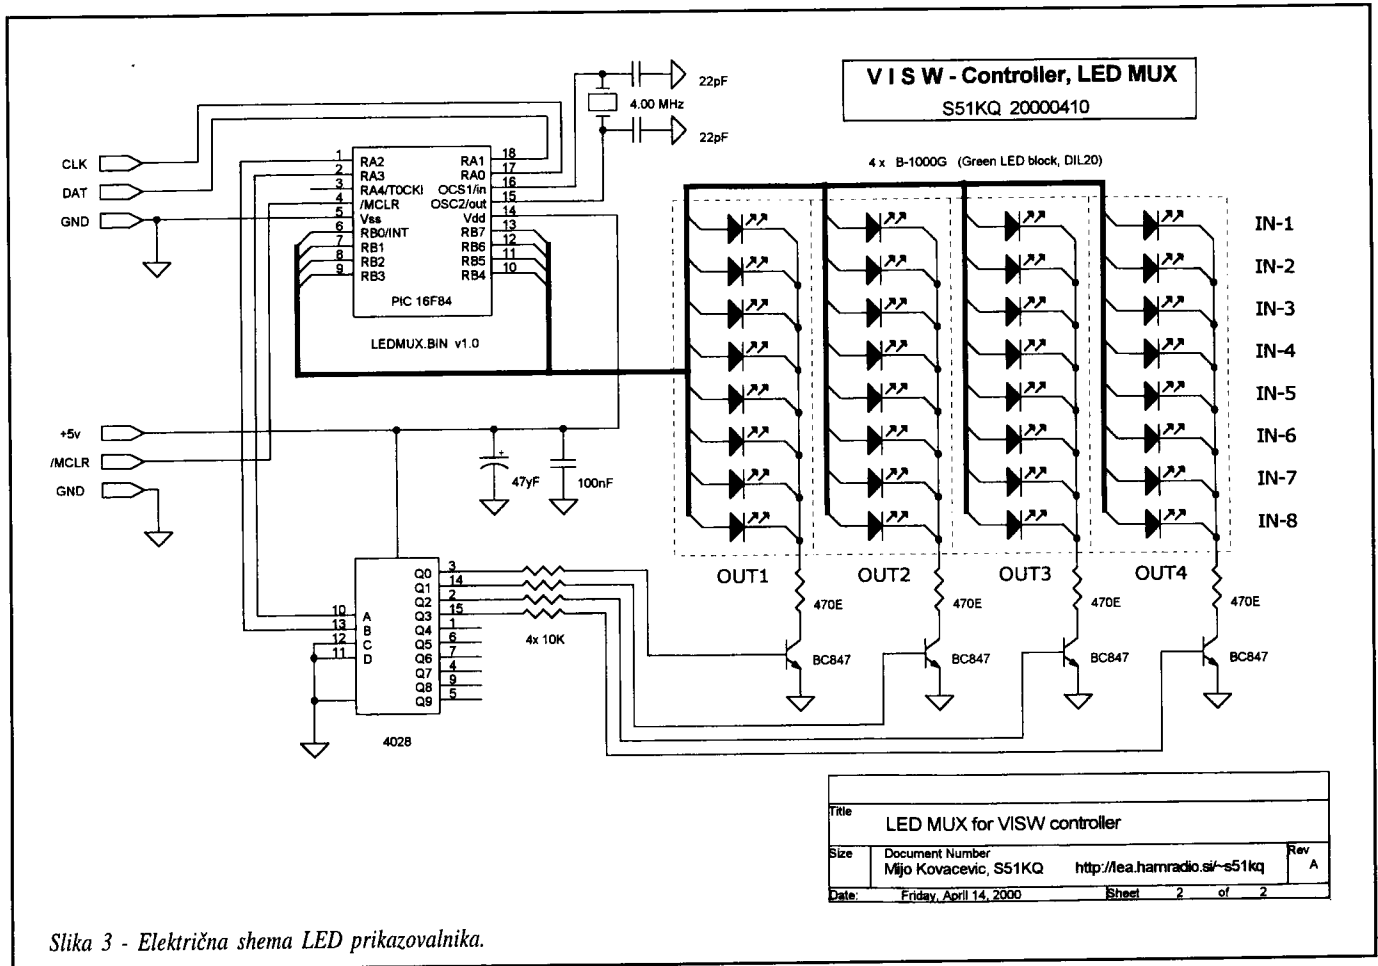 V I S W - Controller, LED MUX
S51KQ 20000410
22pF
4.00 MHz
22pF
4 x B-1000G (Green LED block, DIL20)
CLK
DAT
GND
1 RA2
2 RA3
3 RA4/T0CKI
4 /MCLR
5 Vss
6 RB0/INT
7 RB1
8 RB2
9 RB3
RA1 18
RA0 17
OCS1/in 16
OSC2/out 15
Vdd 14
RB7 13
RB6 12
RB5 11
RB4 10
PIC 16F84
LEDMUX.BIN v1.0
IN-1
IN-2
IN-3
IN-4
IN-5
IN-6
IN-7
IN-8
+5v
/MCLR
GND
+
47yF
100nF
OUT1 OUT2 OUT3 OUT4
470E 470E 470E 470E
BC847 BC847 BC847 BC847
10 A
13 B
12 C
11 D
Q0 3
Q1 14
Q2 2
Q3 15
Q4 1
Q5 6
Q6 7
Q7 4
Q8 9
Q9 5
4x 10K
4028
Title
LED MUX for VISW controller
Size Document Number Rev
Mijo Kovacevic, S51KQ http://lea.hamradio.si/~s51kq A
Date: Friday, April 14, 2000 Sheet 2 of 2
Slika 3 - Električna shema LED prikazovalnika.